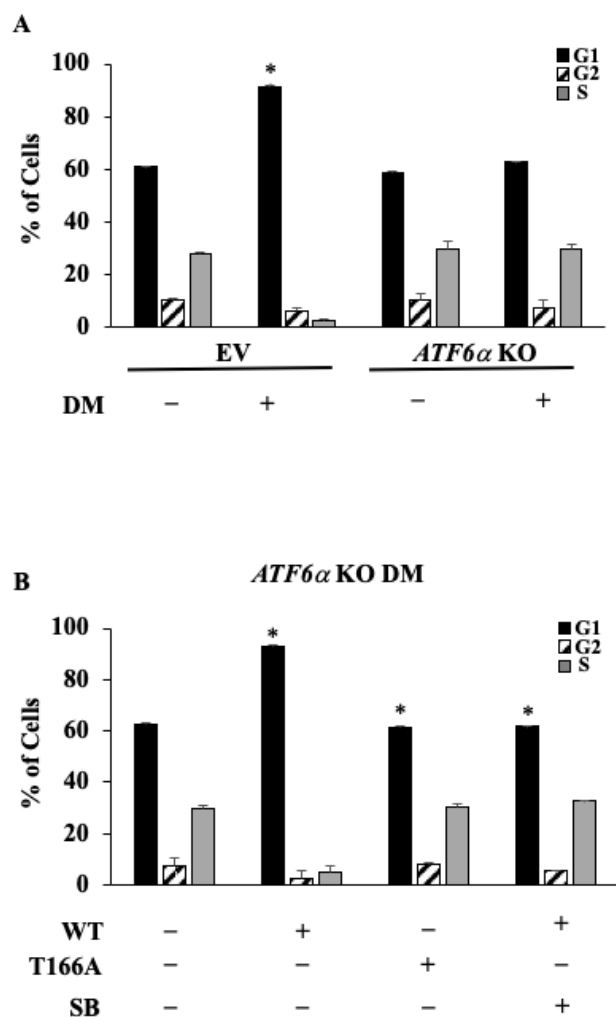 A
100
80
60
40
20
0
% of Cells
*
G1
G2
S
EV
ATF6α KO
DM – + – +
B
ATF6α KO DM
100
80
60
40
20
0
% of Cells
*
*
*
G1
G2
S
WT – + – +
T166A – – + –
SB – – – +